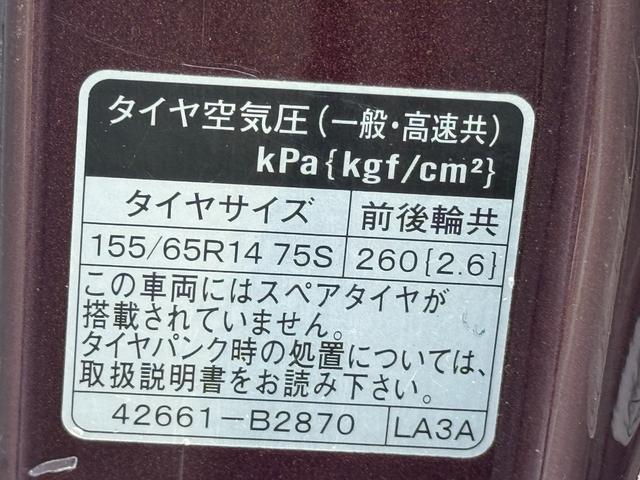 タイヤ空気圧(一般・高速共)
kPa{kgf/cm²}
タイヤサイズ 前後輪共
155/65R14 75S 260{2.6}
この車両にはスペアタイヤが
搭載されていません。
タイヤパンク時の処置については、
取扱説明書をお読み下さい。
42661-B2870 LA3A